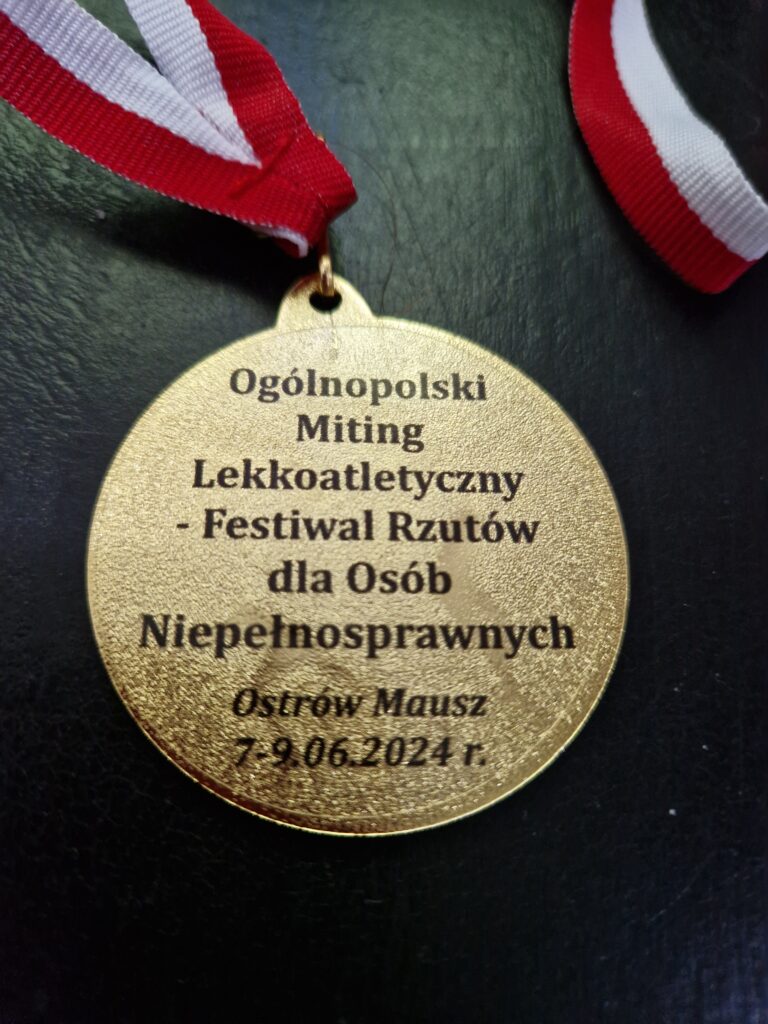 Ogólnopolski
Miting
Lekkoatletyczny
- Festiwal Rzutów
dla Osób
Niepełnosprawnych
Ostrów Mausz
7-9.06.2024 r.